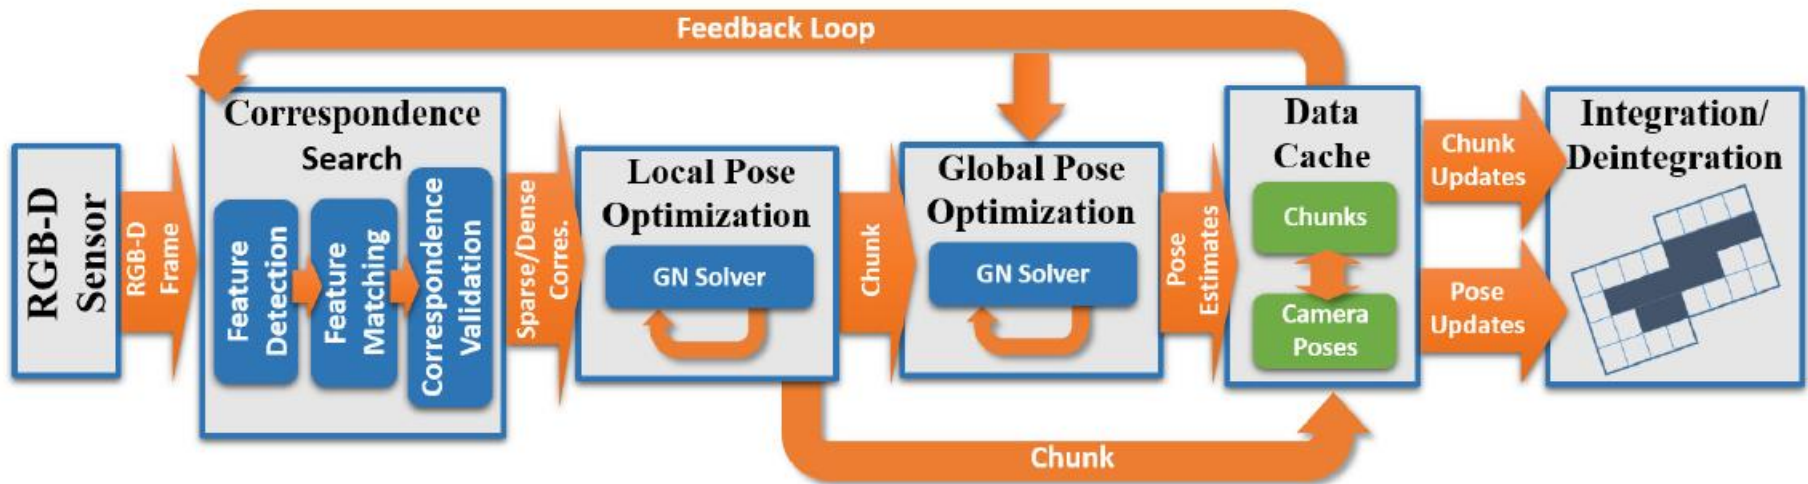 Feedback Loop
RGB-D
Sensor
RGB-D
Frame
Correspondence
Search
Feature
Detection
Feature
Matching
Correspondence
Validation
Sparse/Dense
Corres.
Local Pose
Optimization
GN Solver
Chunk
Global Pose
Optimization
GN Solver
Pose
Estimates
Data
Cache
Chunks
Camera
Poses
Chunk
Updates
Pose
Updates
Integration/
Deintegration
Chunk